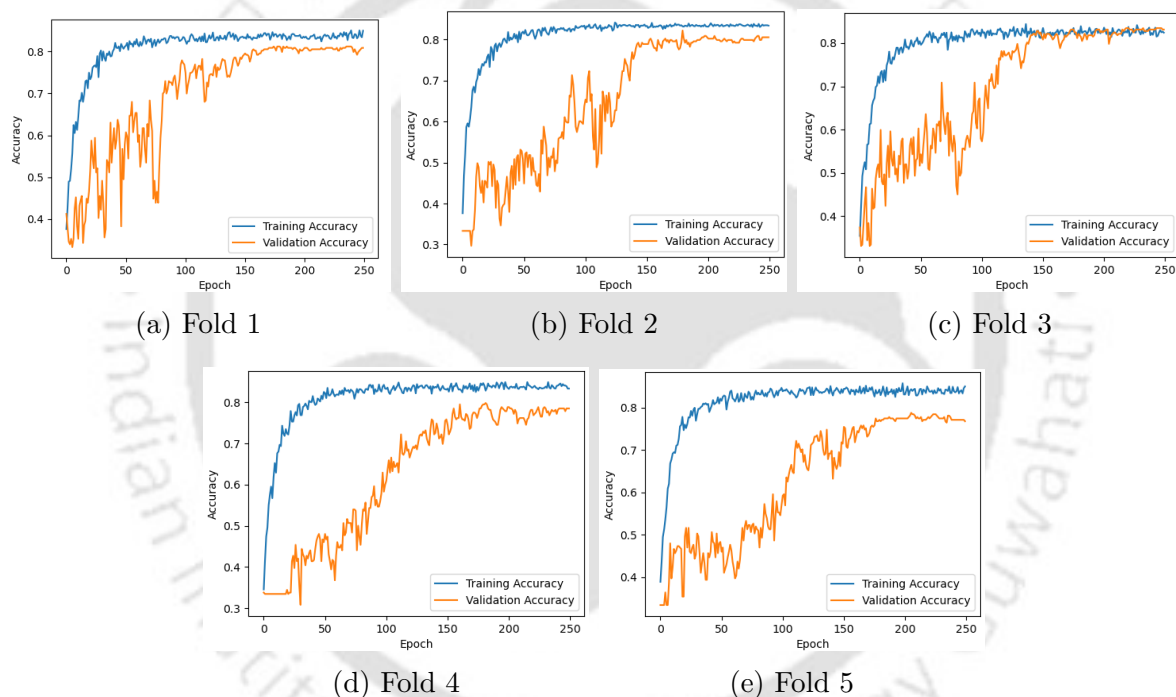 Accuracy
0.8
0.7
0.6
0.5
0.4
0 50 100 150 200 250
Epoch
Training Accuracy
Validation Accuracy
(a) Fold 1
Accuracy
0.8
0.7
0.6
0.5
0.4
0.3
0 50 100 150 200 250
Epoch
Training Accuracy
Validation Accuracy
(b) Fold 2
Accuracy
0.8
0.7
0.6
0.5
0.4
0 50 100 150 200 250
Epoch
Training Accuracy
Validation Accuracy
(c) Fold 3
Accuracy
0.8
0.7
0.6
0.5
0.4
0.3
0 50 100 150 200 250
Epoch
Training Accuracy
Validation Accuracy
(d) Fold 4
Accuracy
0.8
0.7
0.6
0.5
0.4
0 50 100 150 200 250
Epoch
Training Accuracy
Validation Accuracy
(e) Fold 5
Indian